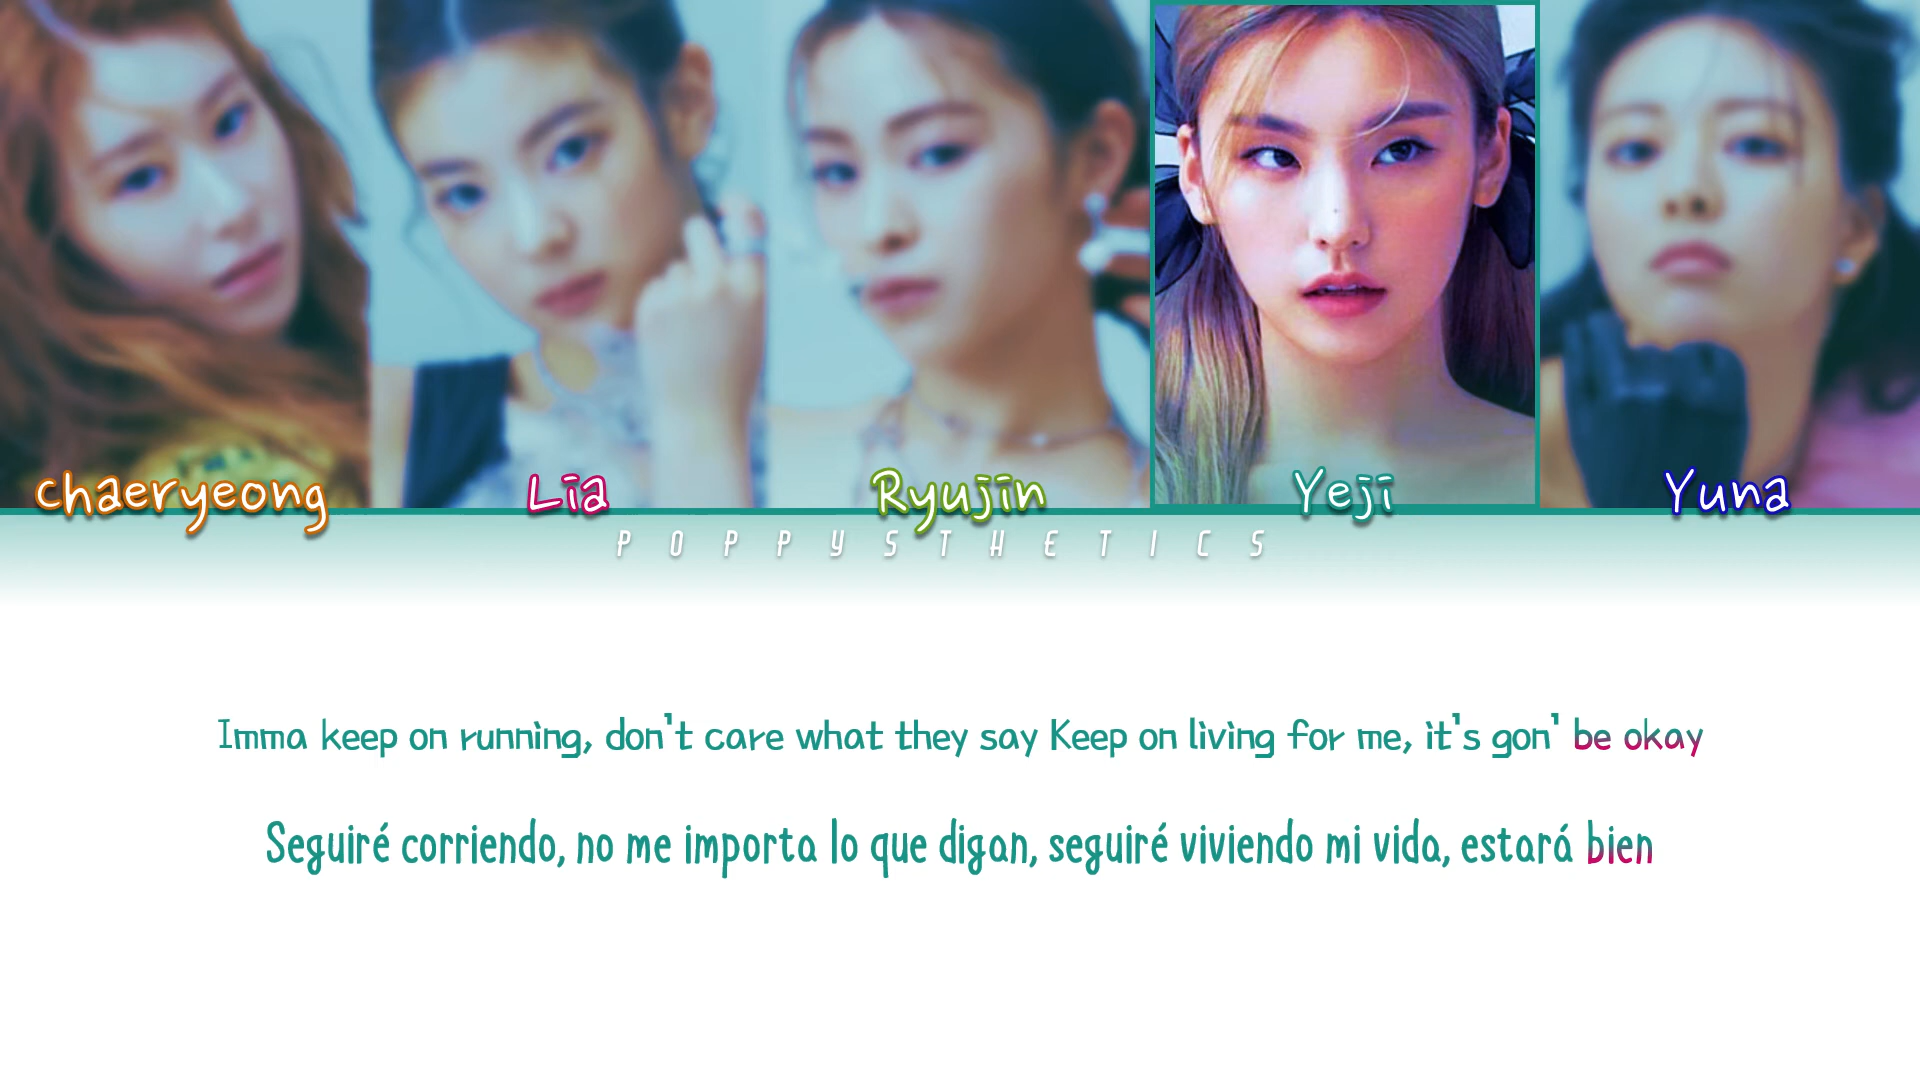 Chaeryeong Lia Ryujin Yeji Yuna
POPPYSTHETICS
Imma keep on running, don't care what they say Keep on living for me, it's gon' be okay
Seguiré corriendo, no me importa lo que digan, seguiré viviendo mi vida, estará bien